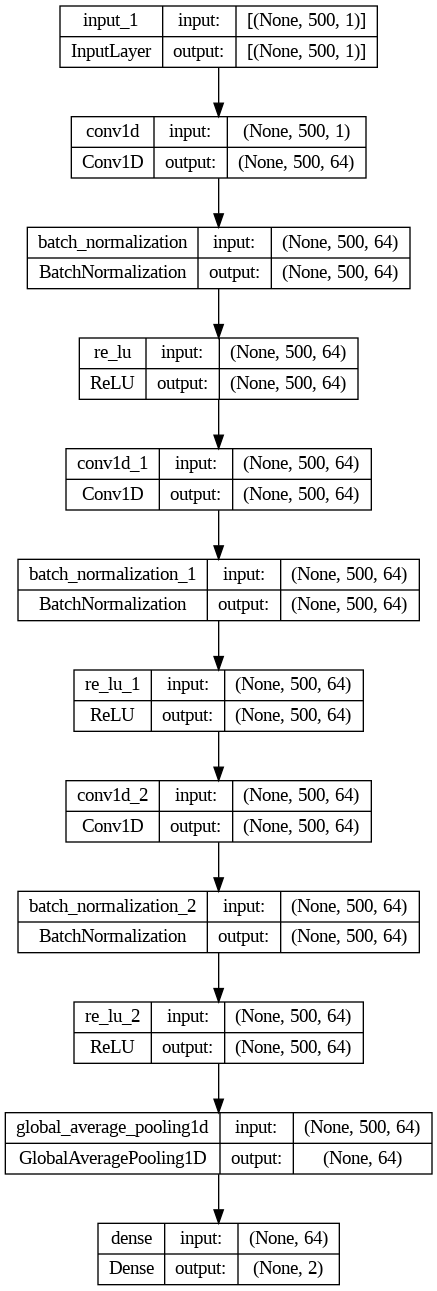 input_1 input: [(None, 500, 1)]
InputLayer output: [(None, 500, 1)]
conv1d input: (None, 500, 1)
Conv1D output: (None, 500, 64)
batch_normalization input: (None, 500, 64)
BatchNormalization output: (None, 500, 64)
re_lu input: (None, 500, 64)
ReLU output: (None, 500, 64)
conv1d_1 input: (None, 500, 64)
Conv1D output: (None, 500, 64)
batch_normalization_1 input: (None, 500, 64)
BatchNormalization output: (None, 500, 64)
re_lu_1 input: (None, 500, 64)
ReLU output: (None, 500, 64)
conv1d_2 input: (None, 500, 64)
Conv1D output: (None, 500, 64)
batch_normalization_2 input: (None, 500, 64)
BatchNormalization output: (None, 500, 64)
re_lu_2 input: (None, 500, 64)
ReLU output: (None, 500, 64)
global_average_pooling1d input: (None, 500, 64)
GlobalAveragePooling1D output: (None, 64)
dense input: (None, 64)
Dense output: (None, 2)